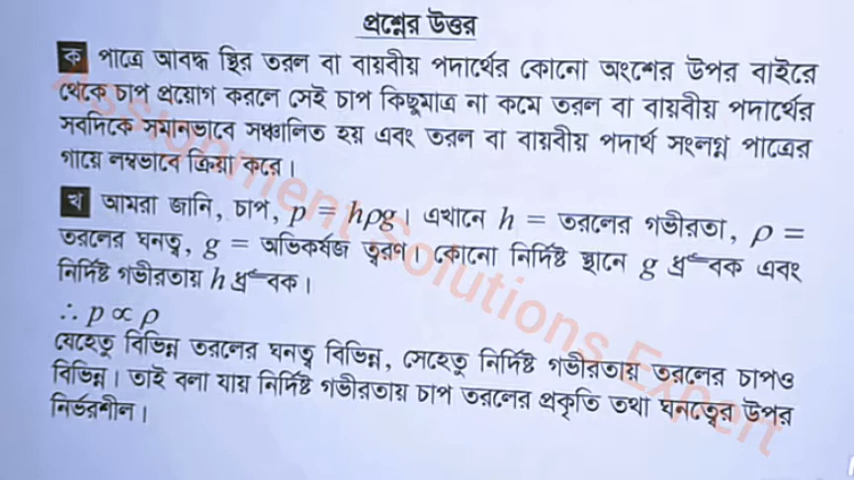 প্রশ্নের উত্তর
ক পাত্রে আবদ্ধ স্থির তরল বা বায়বীয় পদার্থের কোনো অংশের উপর বাইরে
থেকে চাপ প্রয়োগ করলে সেই চাপ কিছুমাত্র না কমে তরল বা বায়বীয় পদার্থের
সবদিকে সমানভাবে সঞ্চালিত হয় এবং তরল বা বায়বীয় পদার্থ সংলগ্ন পাত্রের
গায়ে লম্বভাবে ক্রিয়া করে।
খ আমরা জানি, চাপ, p = hρg। এখানে h = তরলের গভীরতা, ρ =
তরলের ঘনত্ব, g = অভিকর্ষজ ত্বরণ। কোনো নির্দিষ্ট স্থানে g ধ্রুবক এবং
নির্দিষ্ট গভীরতায় h ধ্রুবক।
∴ p ∝ ρ
যেহেতু বিভিন্ন তরলের ঘনত্ব বিভিন্ন, সেহেতু নির্দিষ্ট গভীরতায় তরলের চাপও
বিভিন্ন। তাই বলা যায় নির্দিষ্ট গভীরতায় চাপ তরলের প্রকৃতি তথা ঘনত্বের উপর
নির্ভরশীল।
Assignment Solutions Expert